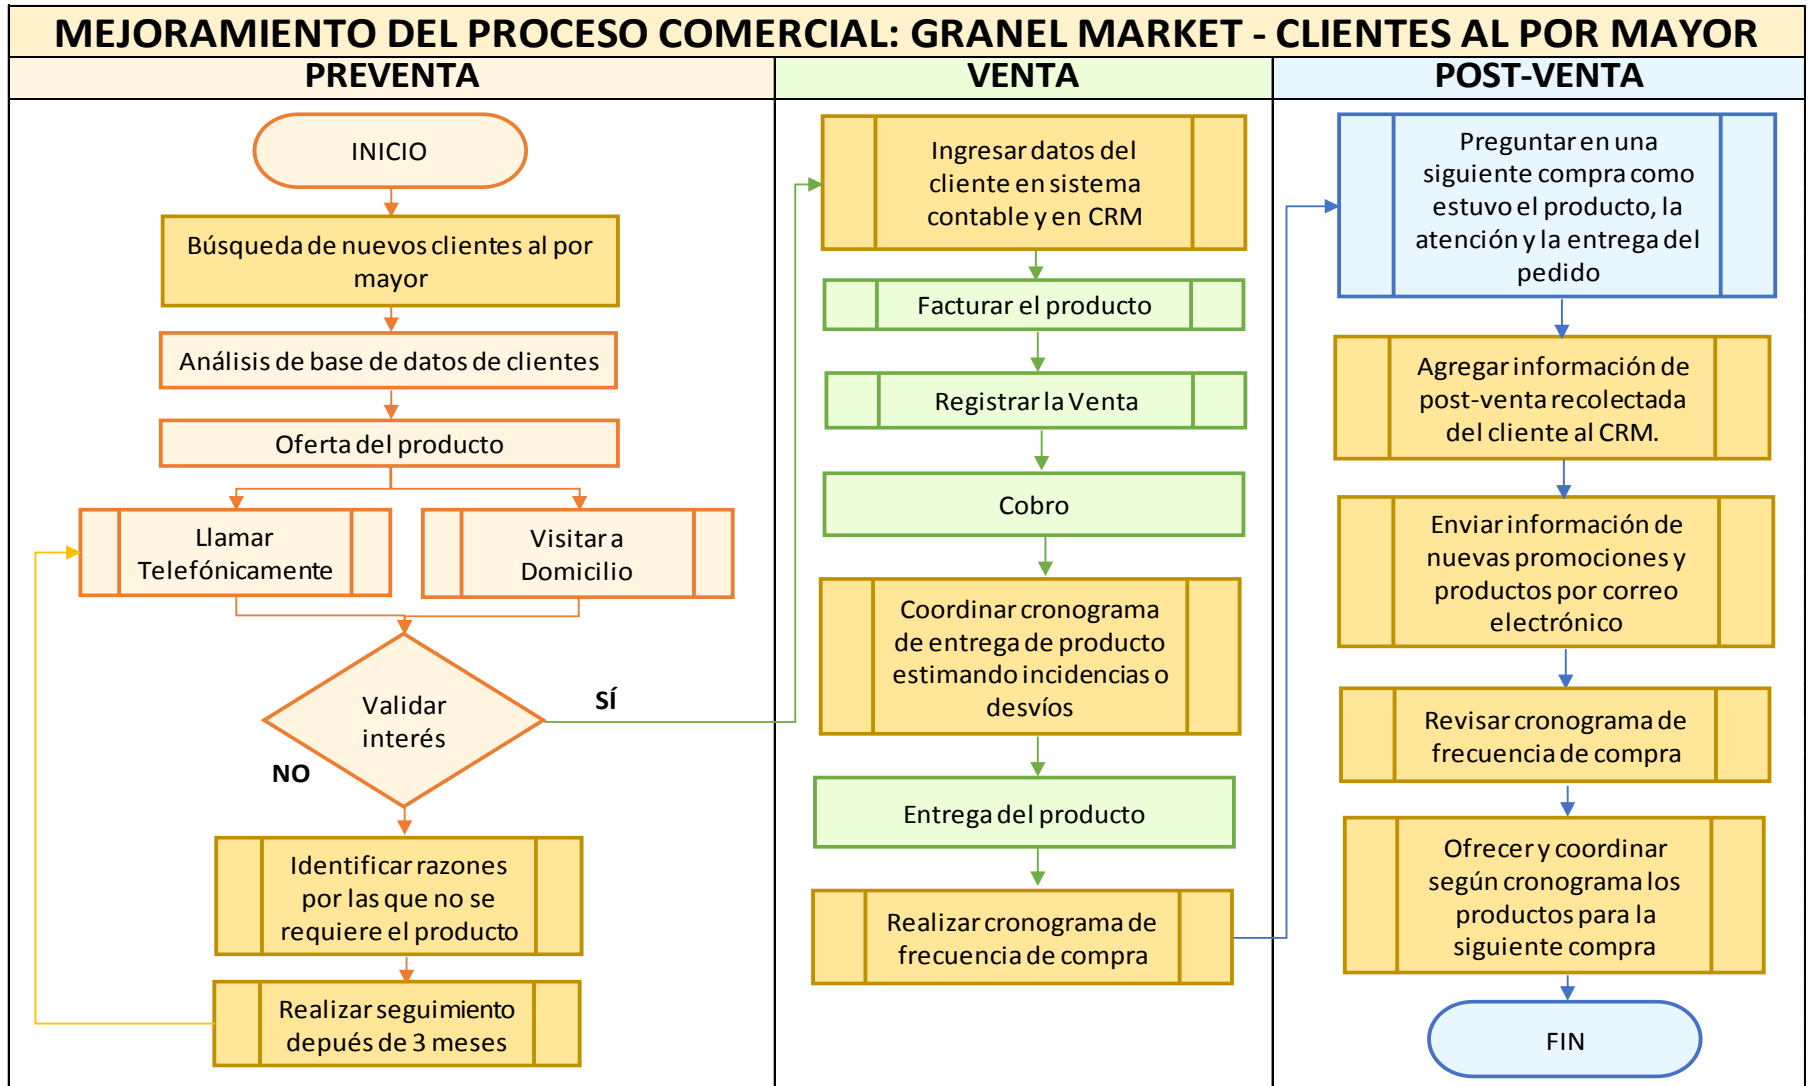 MEJORAMIENTO DEL PROCESO COMERCIAL: GRANEL MARKET - CLIENTES AL POR MAYOR
PREVENTA
INICIO
Búsqueda de nuevos clientes al por
mayor
Análisis de base de datos de clientes
Oferta del producto
Llamar
Telefónicamente
Visitar a
Domicilio
Validar
interés
SÍ
NO
Identificar razones
por las que no se
requiere el producto
Realizar seguimiento
depués de 3 meses
VENTA
Ingresar datos del
cliente en sistema
contable y en CRM
Facturar el producto
Registrar la Venta
Cobro
Coordinar cronograma
de entrega de producto
estimando incidencias o
desvíos
Entrega del producto
Realizar cronograma de
frecuencia de compra
POST-VENTA
Preguntar en una
siguiente compra como
estuvo el producto, la
atención y la entrega del
pedido
Agregar información de
post-venta recolectada
del cliente al CRM.
Enviar información de
nuevas promociones y
productos por correo
electrónico
Revisar cronograma de
frecuencia de compra
Ofrecer y coordinar
según cronograma los
productos para la
siguiente compra
FIN